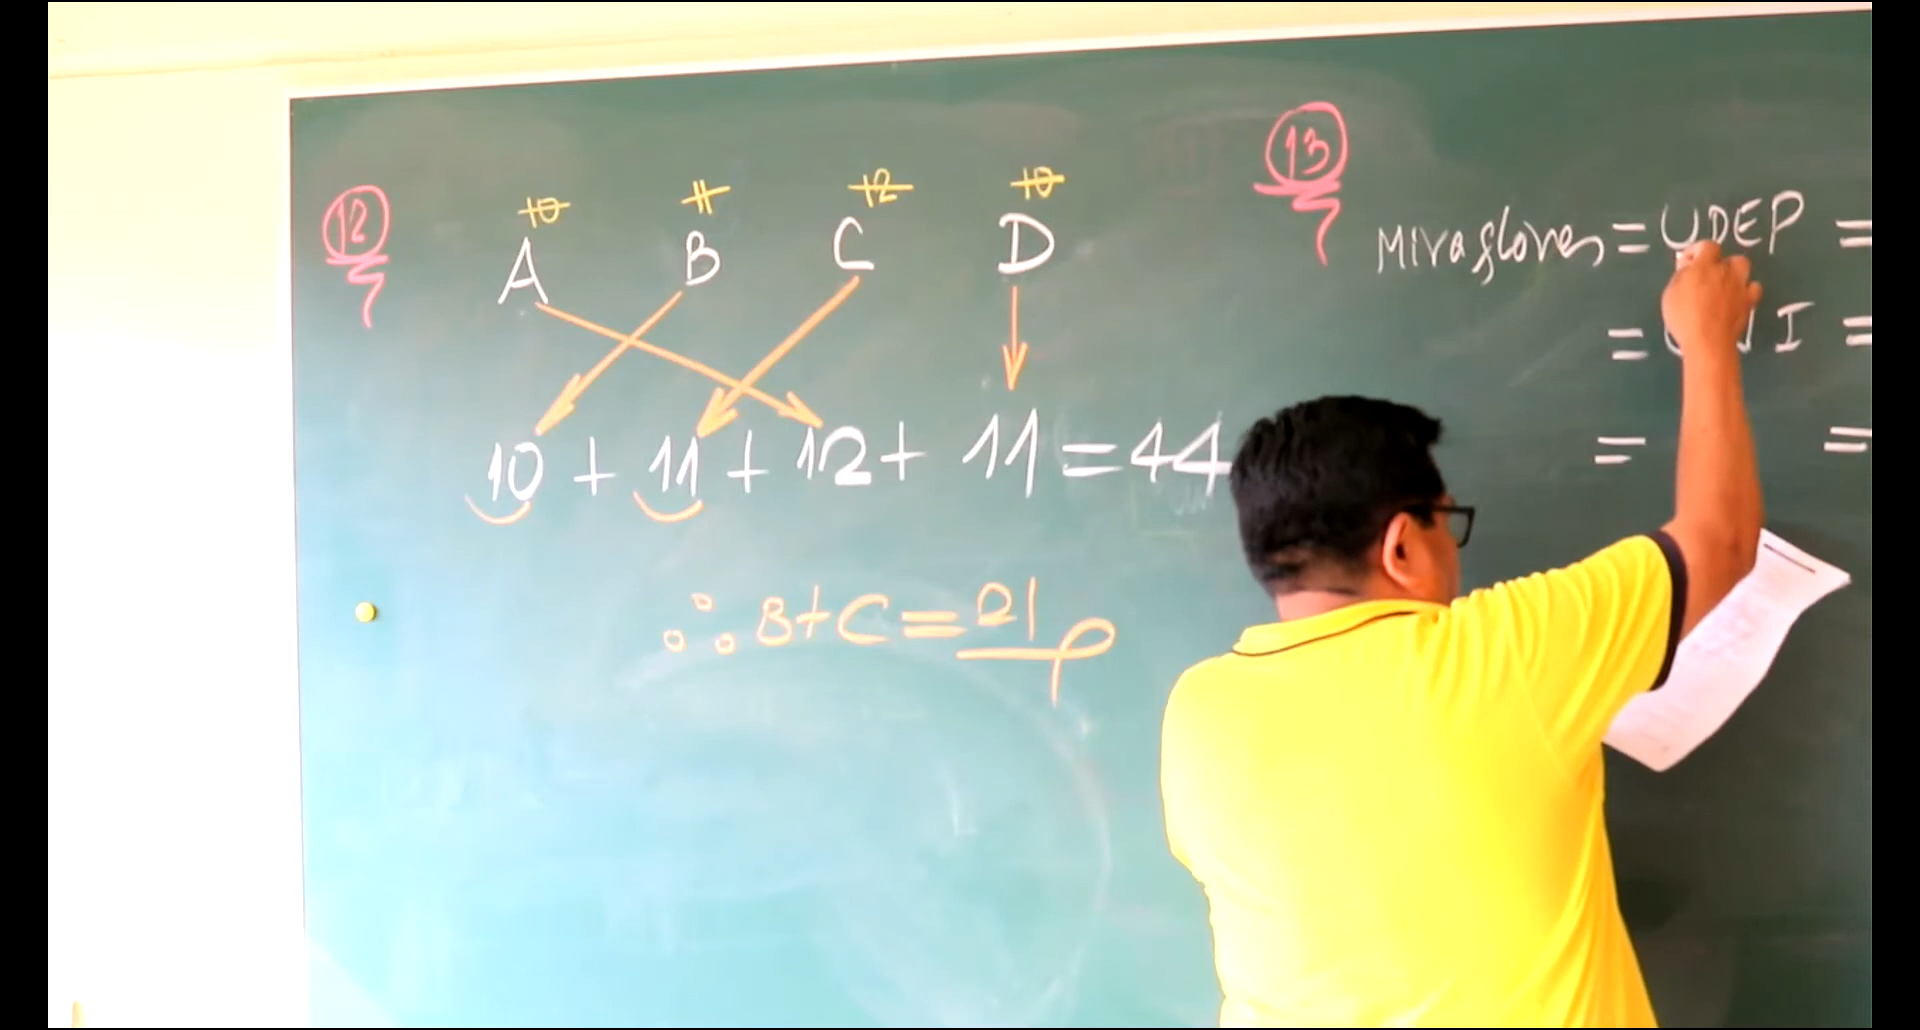 12
10 11 12 10
A B C D
10 + 11 + 12 + 11 = 44
∴ B + C = 21
13
Miraflores = UDEP =
= I =
= =